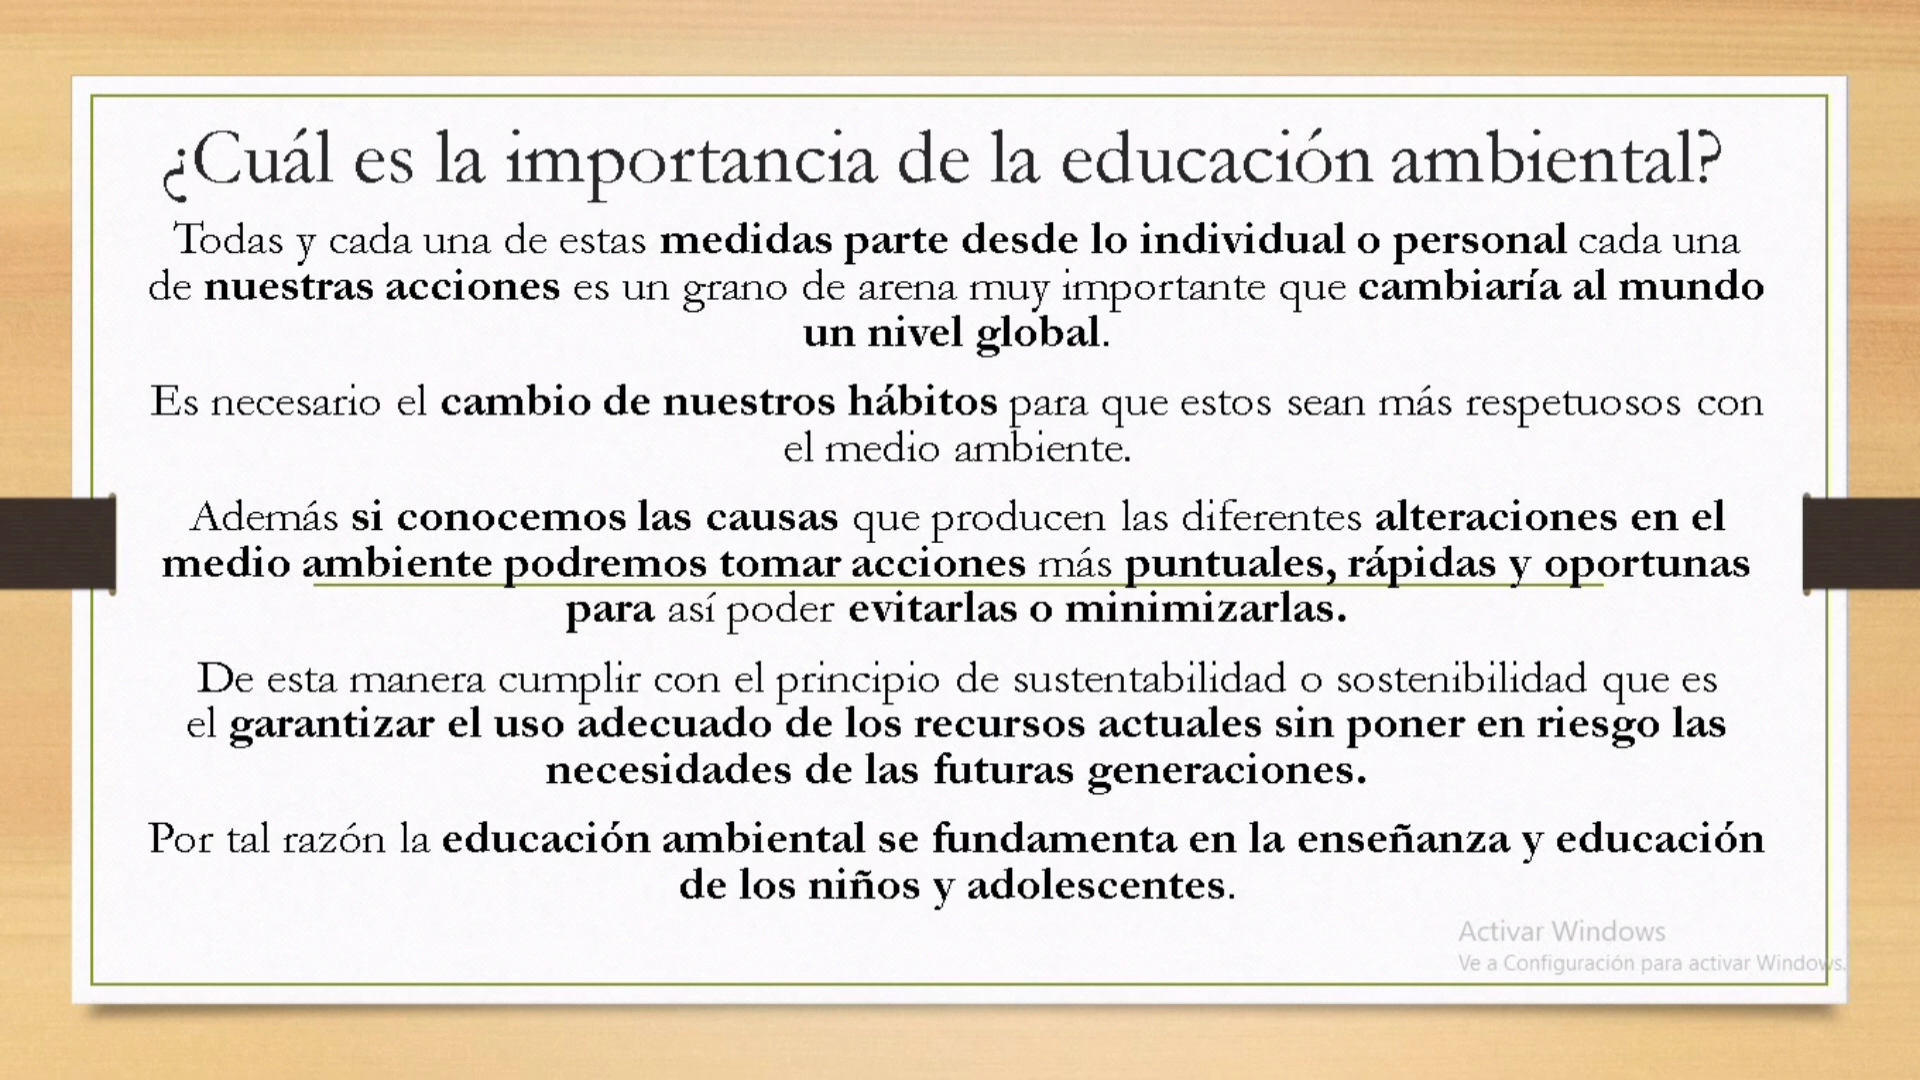 ¿Cuál es la importancia de la educación ambiental?
Todas y cada una de estas medidas parte desde lo individual o personal cada una
de nuestras acciones es un grano de arena muy importante que cambiaría al mundo
un nivel global.
Es necesario el cambio de nuestros hábitos para que estos sean más respetuosos con
el medio ambiente.
Además si conocemos las causas que producen las diferentes alteraciones en el
medio ambiente podremos tomar acciones más puntuales, rápidas y oportunas
para así poder evitarlas o minimizarlas.
De esta manera cumplir con el principio de sustentabilidad o sostenibilidad que es
el garantizar el uso adecuado de los recursos actuales sin poner en riesgo las
necesidades de las futuras generaciones.
Por tal razón la educación ambiental se fundamenta en la enseñanza y educación
de los niños y adolescentes.
Activar Windows
Ve a Configuración para activar Windows.